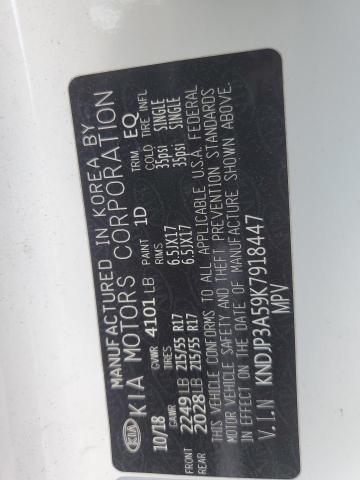 MANUFACTURED IN KOREA BY
KIA KIA MOTORS CORPORATION
10/18 GVWR 4101 LB PAINT 1D TRIM EQ
GAWR TIRES RIMS COLD TIRE INFL
FRONT 2249 LB 215/55 R17 6.5JX17 35psi SINGLE
REAR 2028 LB 215/55 R17 6.5JX17 35psi SINGLE
THIS VEHICLE CONFORMS TO ALL APPLICABLE U.S.A. FEDERAL
MOTOR VEHICLE SAFETY AND THEFT PREVENTION STANDARDS
IN EFFECT ON THE DATE OF MANUFACTURE SHOWN ABOVE.
V.I.N KNDJP3A59K7918447
MPV